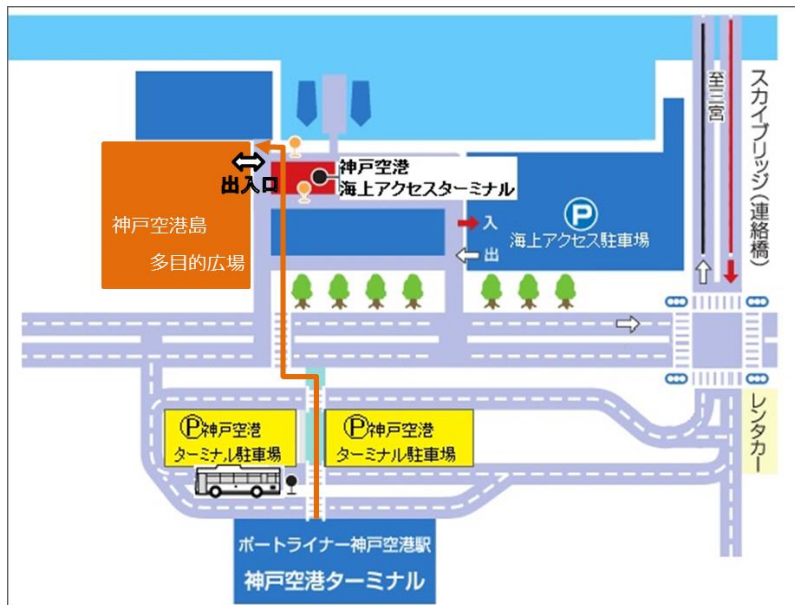 至三宮
スカイブリッジ(連絡橋)
出入口
神戸空港
海上アクセスターミナル
神戸空港島
多目的広場
入
出
P
海上アクセス駐車場
P神戸空港
ターミナル駐車場
P神戸空港
ターミナル駐車場
レンタカー
ポートライナー神戸空港駅
神戸空港ターミナル